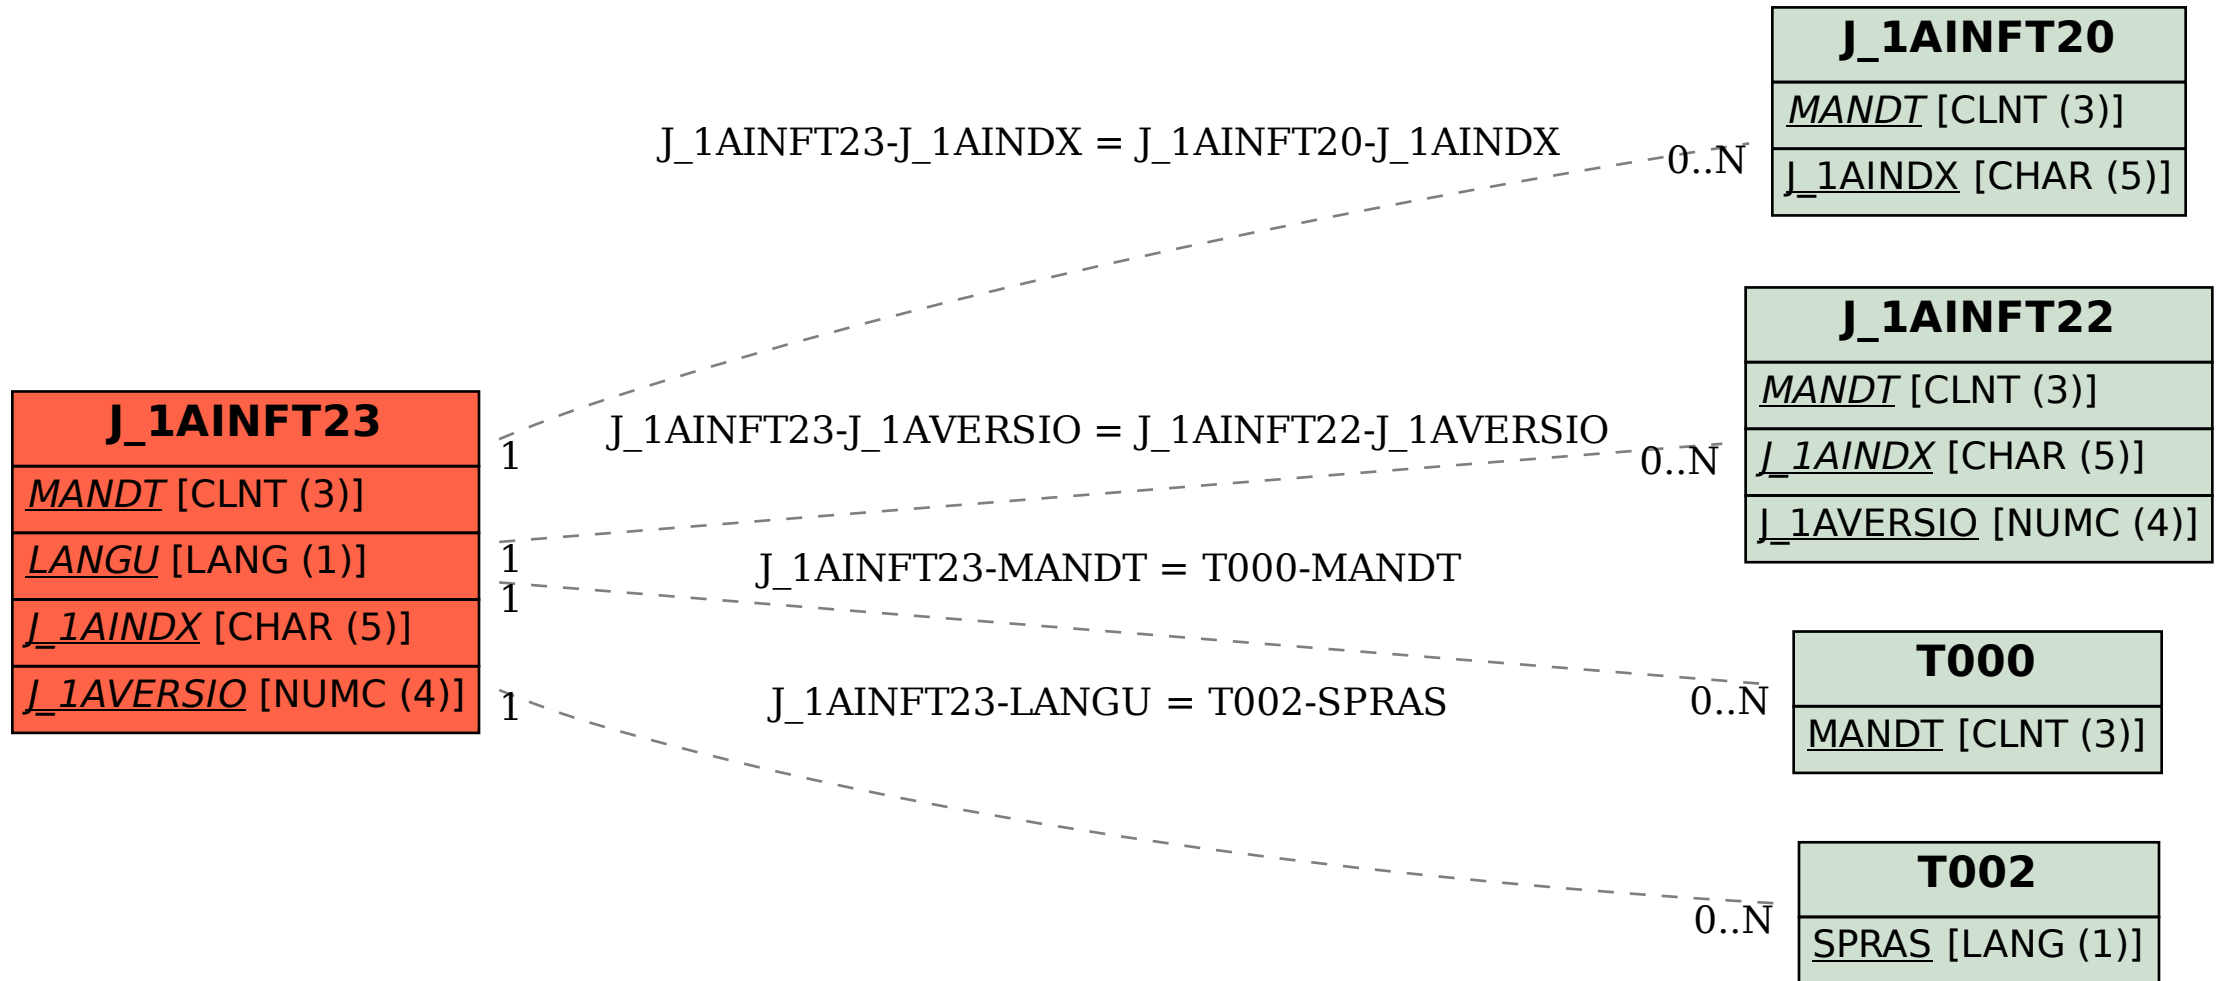 J_1AINFT20
MANDT [CLNT (3)]
J_1AINDX [CHAR (5)]
J_1AINFT23-J_1AINDX = J_1AINFT20-J_1AINDX
0..N
J_1AINFT22
MANDT [CLNT (3)]
J_1AINDX [CHAR (5)]
J_1AVERSIO [NUMC (4)]
J_1AINFT23
MANDT [CLNT (3)]
LANGU [LANG (1)]
J_1AINDX [CHAR (5)]
J_1AVERSIO [NUMC (4)]
1
J_1AINFT23-J_1AVERSIO = J_1AINFT22-J_1AVERSIO
0..N
1
J_1AINFT23-MANDT = T000-MANDT
1
0..N
T000
MANDT [CLNT (3)]
J_1AINFT23-LANGU = T002-SPRAS
1
0..N
T002
SPRAS [LANG (1)]